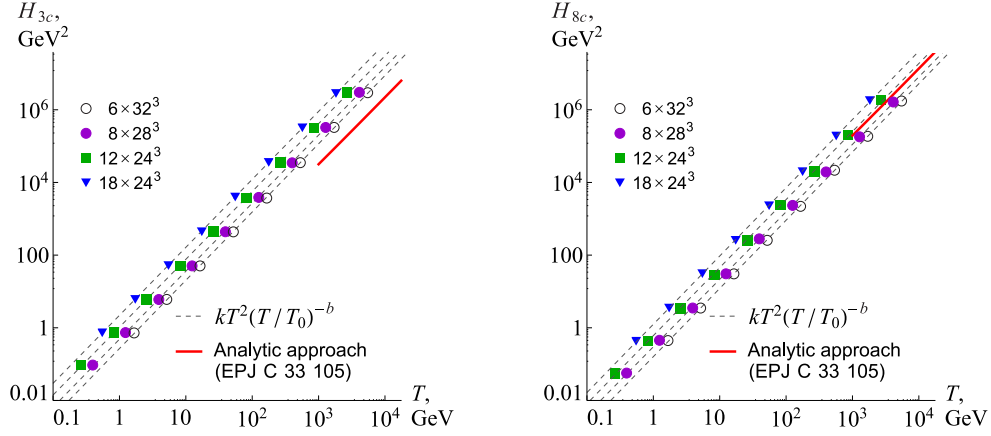 H3c,
GeV²
10⁶
10⁴
100
1
0.01
6×32³
8×28³
12×24³
18×24³
kT²(T/T₀)⁻ᵇ
Analytic approach
(EPJ C 33 105)
0.1 1 10 10² 10³ 10⁴
T,
GeV
H8c,
GeV²
10⁶
10⁴
100
1
0.01
6×32³
8×28³
12×24³
18×24³
kT²(T/T₀)⁻ᵇ
Analytic approach
(EPJ C 33 105)
0.1 1 10 10² 10³ 10⁴
T,
GeV